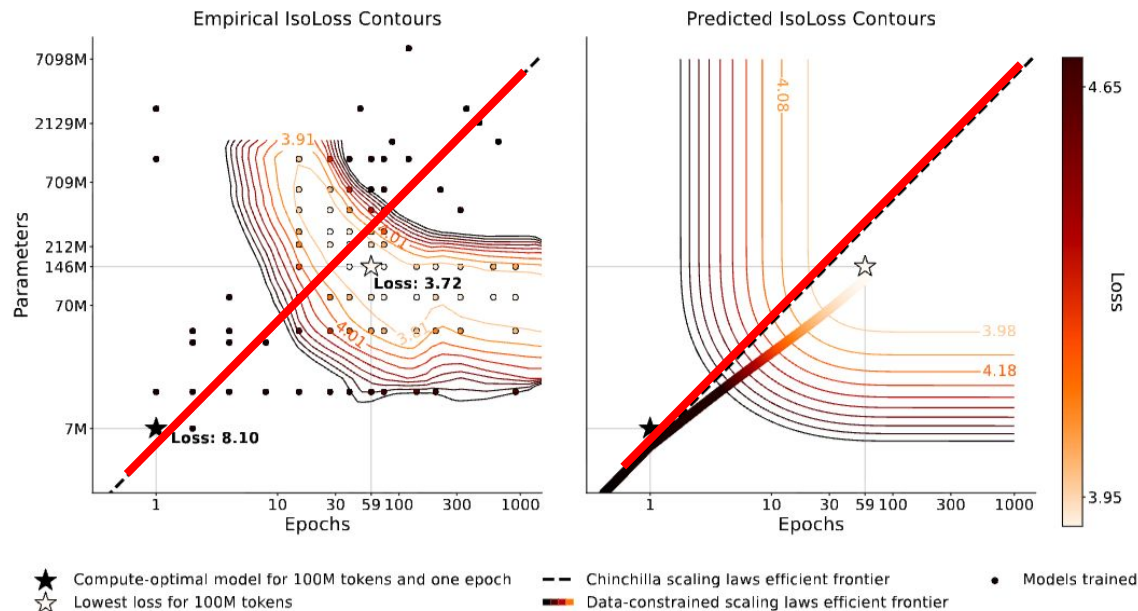 Empirical IsoLoss Contours
Predicted IsoLoss Contours
7098M
2129M
709M
212M
146M
70M
7M
Parameters
3.91
4.01
Loss: 3.72
3.81
4.01
Loss: 8.10
1 10 30 59 100 300 1000
Epochs
4.08
3.98
4.18
1 10 30 59 100 300 1000
Epochs
4.65
Loss
3.95
Compute-optimal model for 100M tokens and one epoch
Lowest loss for 100M tokens
Chinchilla scaling laws efficient frontier
Data-constrained scaling laws efficient frontier
Models trained